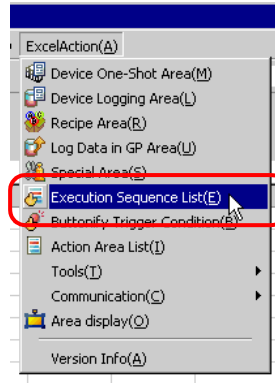 ExcelAction(A)
Device One-Shot Area(M)
Device Logging Area(L)
Recipe Area(R)
Log Data in GP Area(U)
Special Area(S)
Execution Sequence List(E)
Buttonify Trigger Condition(B)
Action Area List(I)
Tools(T)
Communication(C)
Area display(O)
Version Info(A)